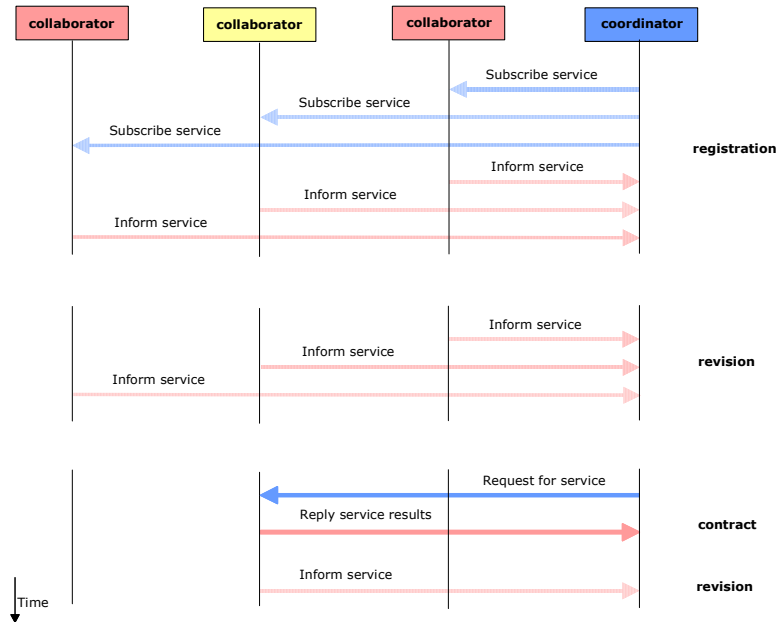 collaborator
collaborator
collaborator
coordinator
Subscribe service
Subscribe service
Subscribe service
registration
Inform service
Inform service
Inform service
Inform service
Inform service
revision
Inform service
Request for service
Reply service results
contract
Inform service
revision
Time